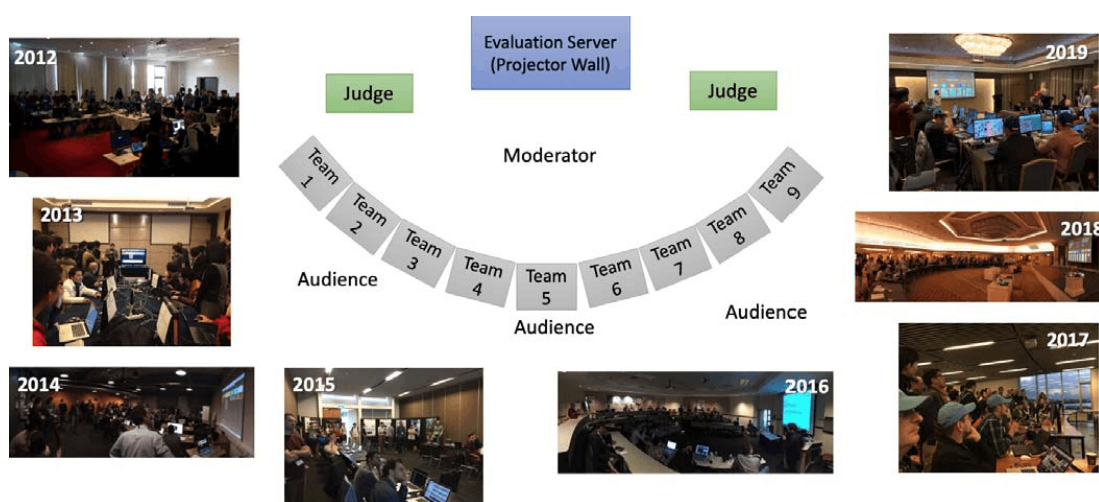 2012
Evaluation Server
(Projector Wall)
2019
Judge
Judge
Moderator
Team
1
Team
2
Team
3
Team
4
Team
5
Team
6
Team
7
Team
8
Team
9
2013
2018
Audience
Audience
Audience
2017
2014
2015
2016